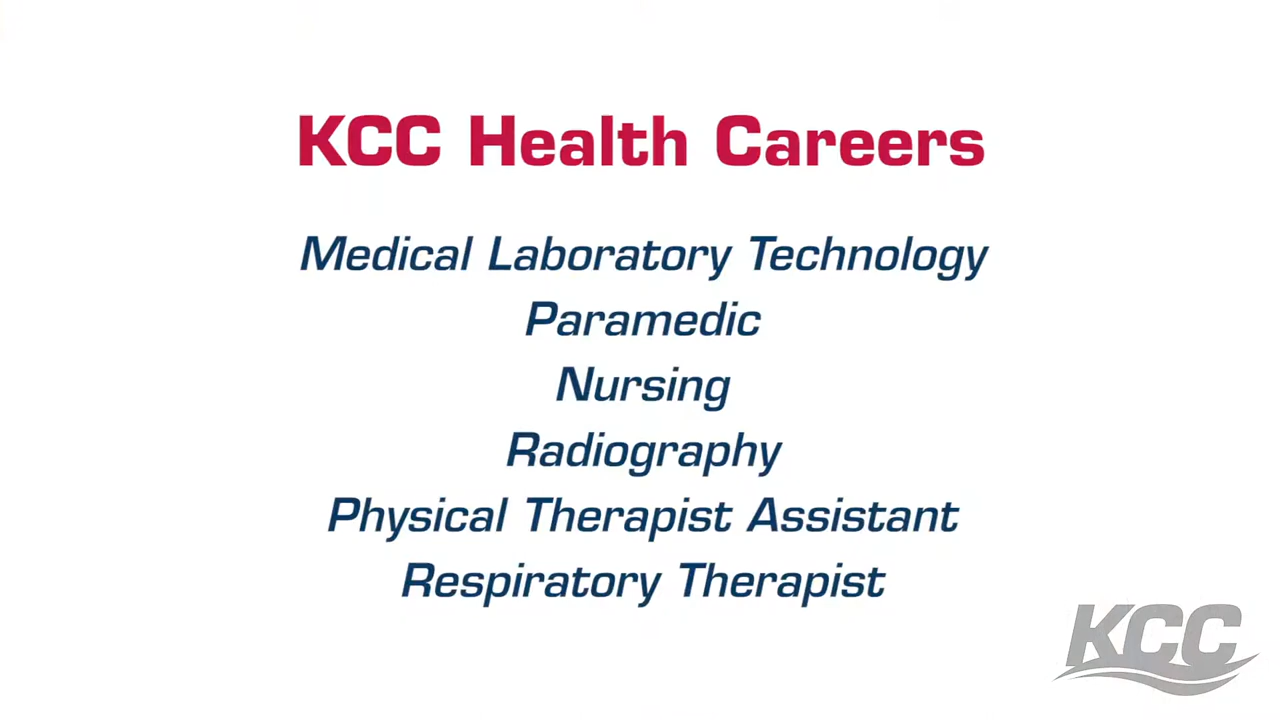 KCC Health Careers
Medical Laboratory Technology
Paramedic
Nursing
Radiography
Physical Therapist Assistant
Respiratory Therapist
KCC